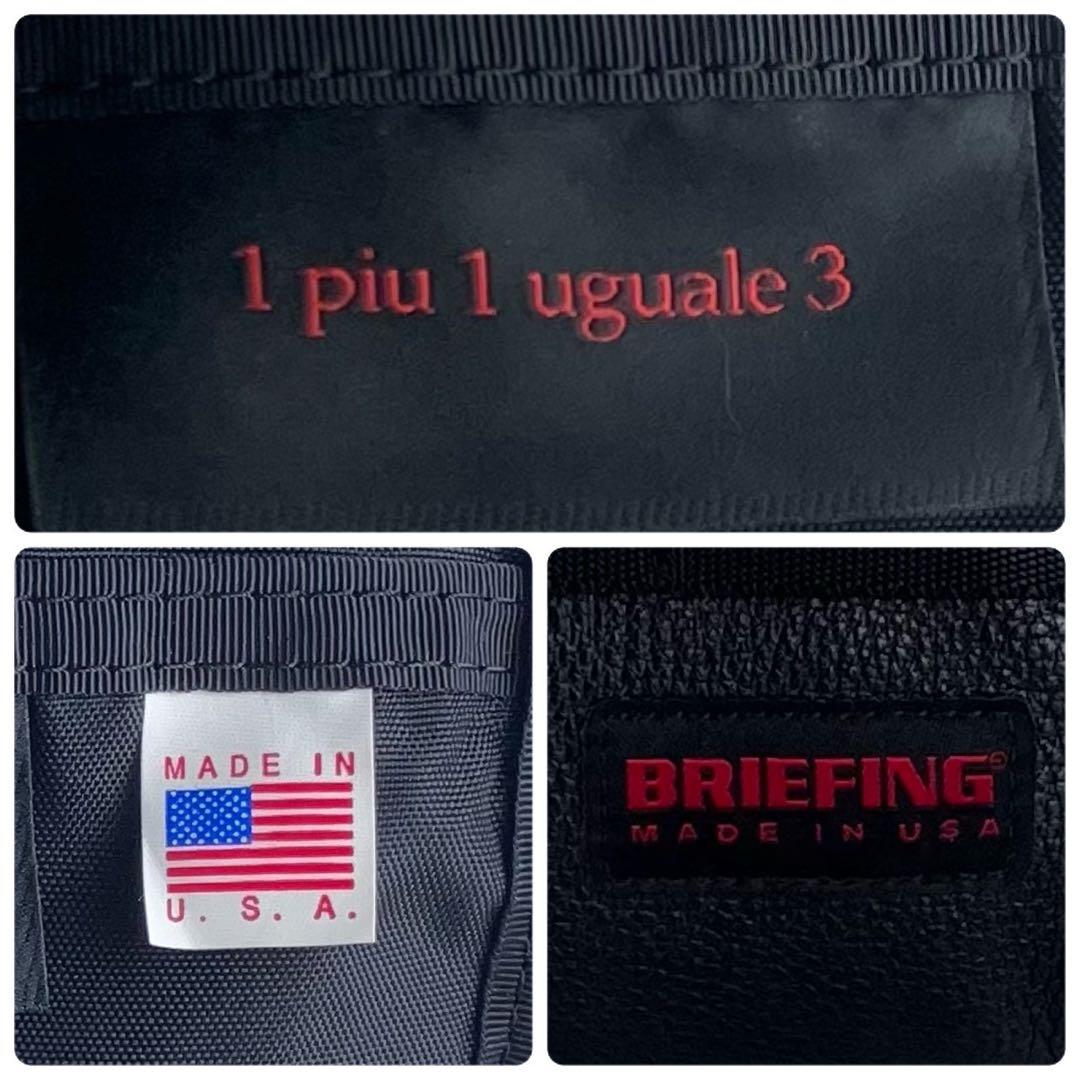 1 piu 1 uguale 3
MADE IN
U. S. A.
BRIEFING
MADE IN USA